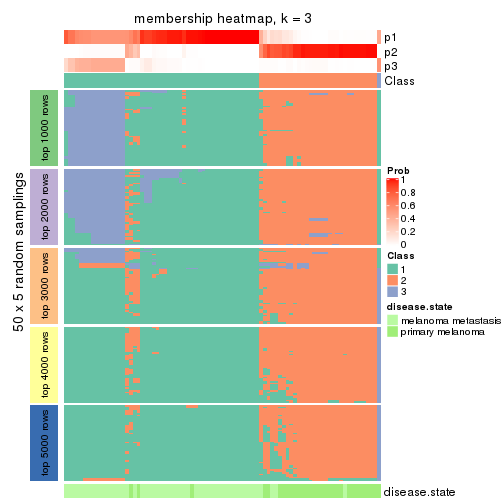 membership heatmap, k = 3
p1
p2
p3
Class
50 x 5 random samplings
top 1000 rows
top 2000 rows
top 3000 rows
top 4000 rows
top 5000 rows
Prob
1
0.8
0.6
0.4
0.2
0
Class
1
2
3
disease.state
melanoma metastasis
primary melanoma
disease.state